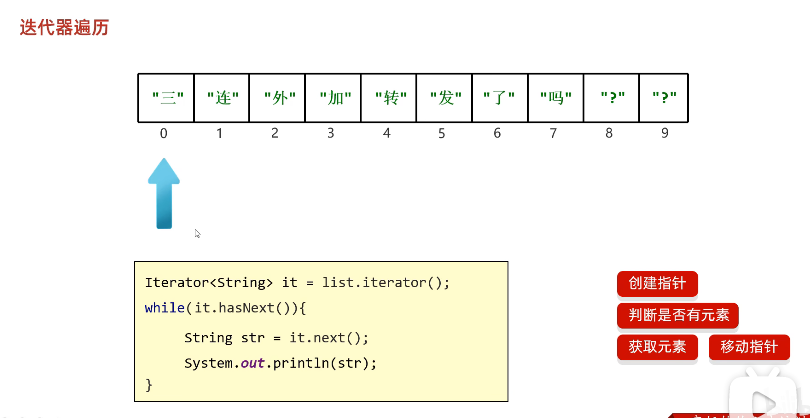 迭代器遍历
"三" "连" "外" "加" "转" "发" "了" "吗" "?" "?"
0 1 2 3 4 5 6 7 8 9
Iterator<String> it = list.iterator();
while(it.hasNext()){
String str = it.next();
System.out.println(str);
}
创建指针
判断是否有元素
获取元素 移动指针